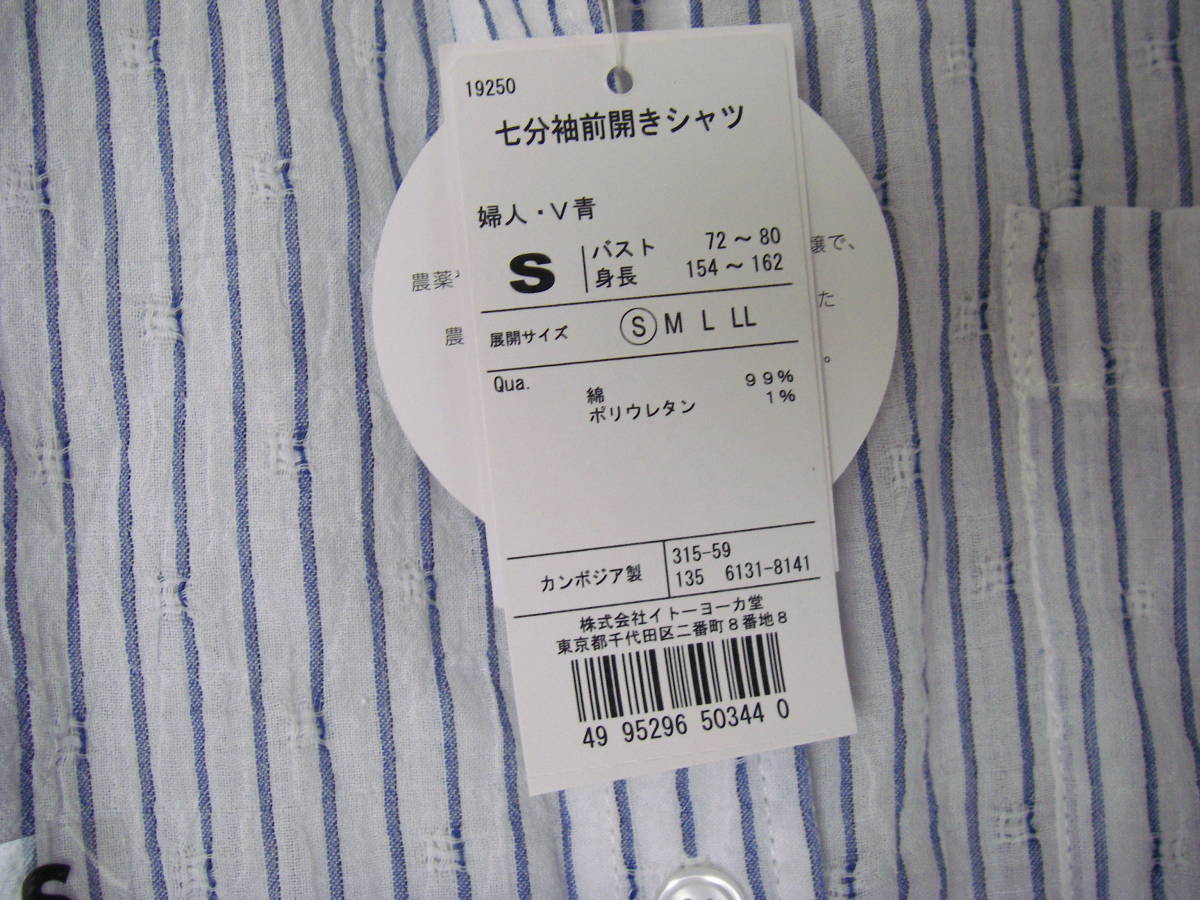 19250
七分袖前開きシャツ
婦人・V青
S バスト 72～80
身長 154～162
展開サイズ Ⓢ M L LL
Qua.
綿 99%
ポリウレタン 1%
カンボジア製
315-59
135 6131-8141
株式会社イトーヨーカ堂
東京都千代田区二番町8番地8
49 95296 50344 0
農薬
で、
農
た
。
S